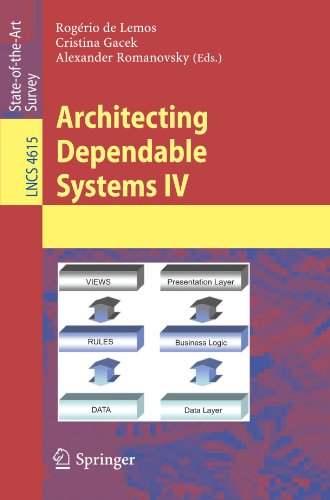 Rogério de Lemos
Cristina Gacek
Alexander Romanovsky (Eds.)
State-of-the-Art
Survey
LNCS 4615
Architecting
Dependable
Systems IV
VIEWS
Presentation Layer
RULES
Business Logic
DATA
Data Layer
Springer